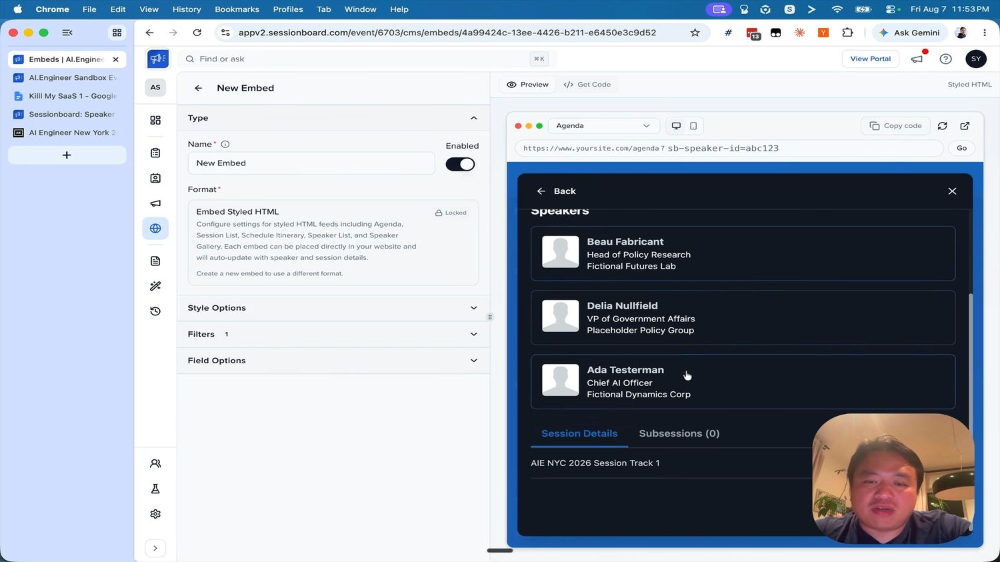 Chrome File Edit View History Bookmarks Profiles Tab Window Help
Fri Aug 7 11:53 PM
Embeds | AI.Enginee
AI.Engineer Sandbox Ev
Killl My SaaS 1 - Google
Sessionboard: Speaker
AI Engineer New York 2
appv2.sessionboard.com/event/6703/cms/embeds/4a99424c-13ee-4426-b211-e6450e3c9d52
13
Ask Gemini
Find or ask
⌘K
View Portal
SY
AS
New Embed
Type
Name*
Enabled
New Embed
Format*
Embed Styled HTML
Locked
Configure settings for styled HTML feeds including Agenda,
Session List, Schedule Itinerary, Speaker List, and Speaker
Gallery. Each embed can be placed directly in your website and
will auto-update with speaker and session details.
Create a new embed to use a different format.
Style Options
Filters 1
Field Options
Preview
Get Code
Styled HTML
Agenda
Copy code
https://www.yoursite.com/agenda? sb-speaker-id=abc123
Go
Back
Speakers
Beau Fabricant
Head of Policy Research
Fictional Futures Lab
Delia Nullfield
VP of Government Affairs
Placeholder Policy Group
Ada Testerman
Chief AI Officer
Fictional Dynamics Corp
Session Details
Subsessions (0)
AIE NYC 2026 Session Track 1